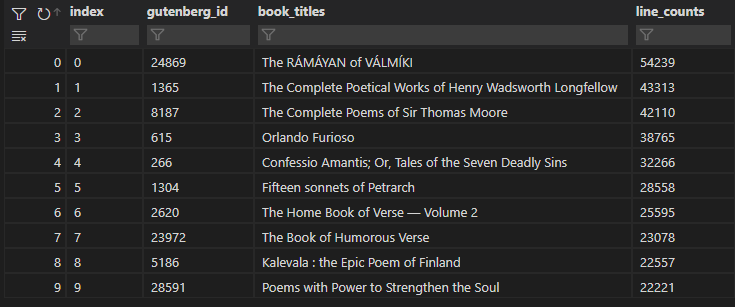 index gutenberg_id book_titles line_counts
0 0 24869 The RÁMÁYAN of VÁLMÍKI 54239
1 1 1365 The Complete Poetical Works of Henry Wadsworth Longfellow 43313
2 2 8187 The Complete Poems of Sir Thomas Moore 42110
3 3 615 Orlando Furioso 38765
4 4 266 Confessio Amantis; Or, Tales of the Seven Deadly Sins 32266
5 5 1304 Fifteen sonnets of Petrarch 28558
6 6 2620 The Home Book of Verse — Volume 2 25595
7 7 23972 The Book of Humorous Verse 23078
8 8 5186 Kalevala : the Epic Poem of Finland 22557
9 9 28591 Poems with Power to Strengthen the Soul 22221